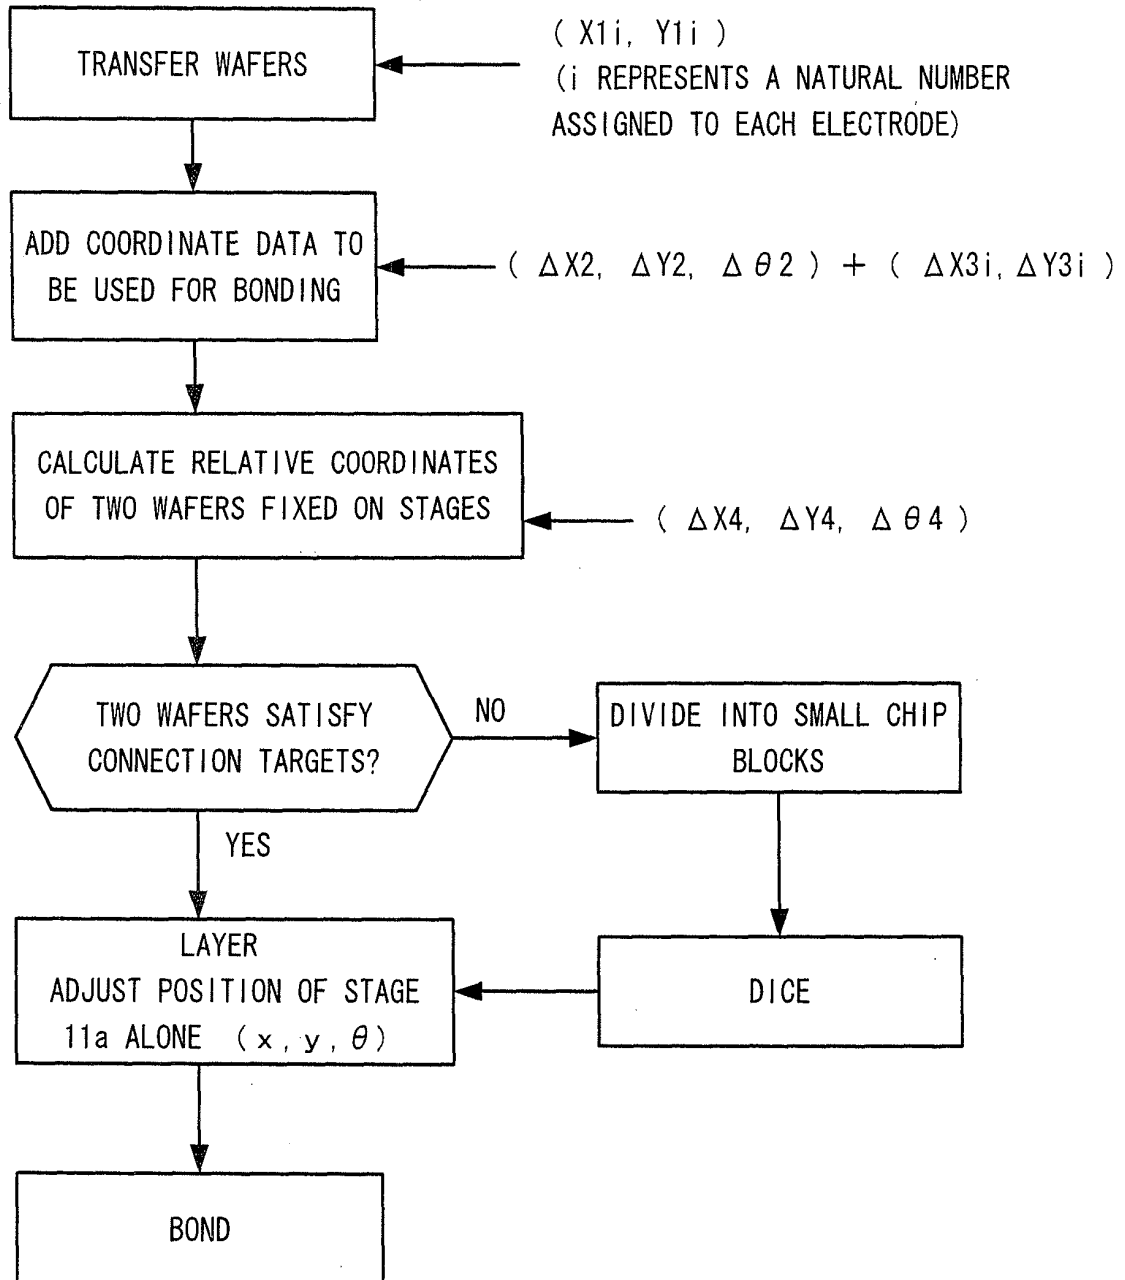 TRANSFER WAFERS
( X1i, Y1i )
(i REPRESENTS A NATURAL NUMBER
ASSIGNED TO EACH ELECTRODE)
ADD COORDINATE DATA TO
BE USED FOR BONDING
( ΔX2, ΔY2, Δθ2 ) + ( ΔX3i, ΔY3i )
CALCULATE RELATIVE COORDINATES
OF TWO WAFERS FIXED ON STAGES
( ΔX4, ΔY4, Δθ4 )
TWO WAFERS SATISFY
CONNECTION TARGETS?
NO
DIVIDE INTO SMALL CHIP
BLOCKS
YES
LAYER
ADJUST POSITION OF STAGE
11a ALONE (x, y, θ)
DICE
BOND